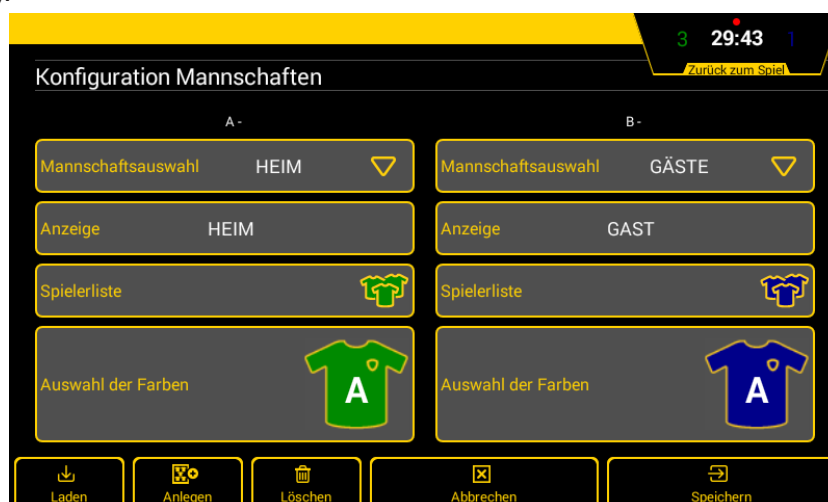 3 29:43 1
Zurück zum Spiel
Konfiguration Mannschaften
A - B -
Mannschaftsauswahl HEIM Mannschaftsauswahl GÄSTE
Anzeige HEIM Anzeige GAST
Spielerliste Spielerliste
Auswahl der Farben A Auswahl der Farben A
Laden Anlegen Löschen Abbrechen Speichern